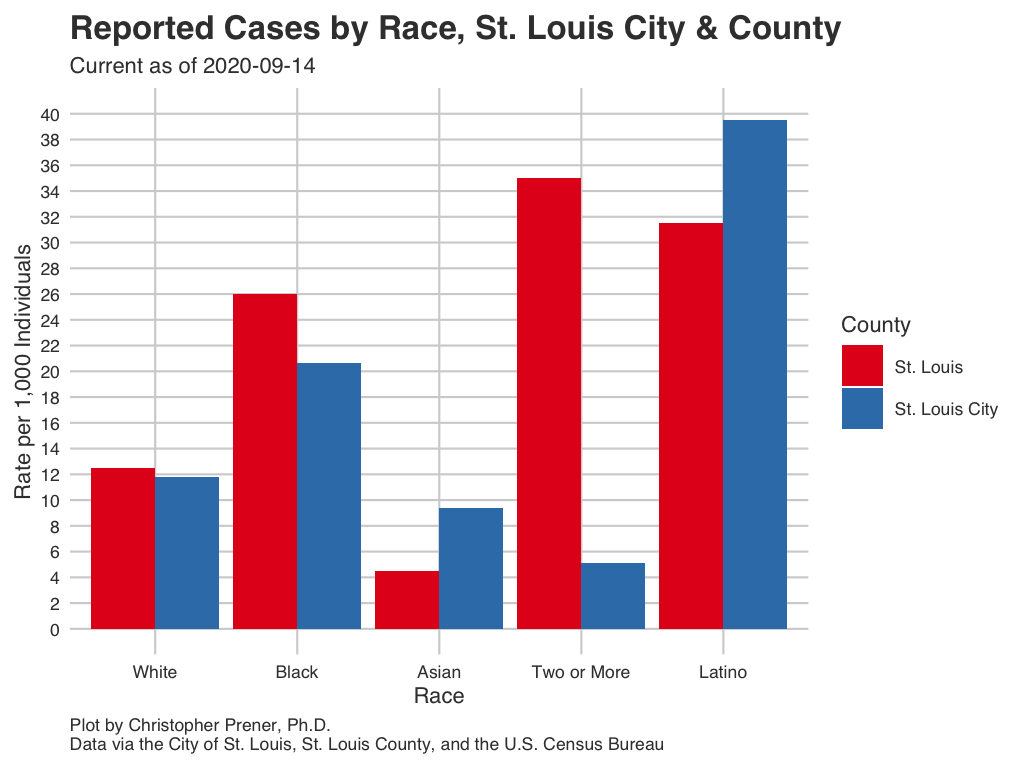 Reported Cases by Race, St. Louis City & County
Current as of 2020-09-14
Rate per 1,000 Individuals
40
38
36
34
32
30
28
26
24
22
20
18
16
14
12
10
8
6
4
2
0
White Black Asian Two or More Latino
Race
County
St. Louis
St. Louis City
Plot by Christopher Prener, Ph.D.
Data via the City of St. Louis, St. Louis County, and the U.S. Census Bureau